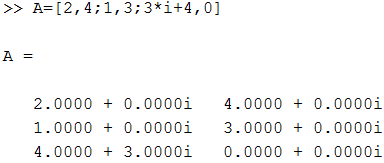 >> A=[2,4;1,3;3*i+4,0]
A =
2.0000 + 0.0000i   4.0000 + 0.0000i
1.0000 + 0.0000i   3.0000 + 0.0000i
4.0000 + 3.0000i   0.0000 + 0.0000i